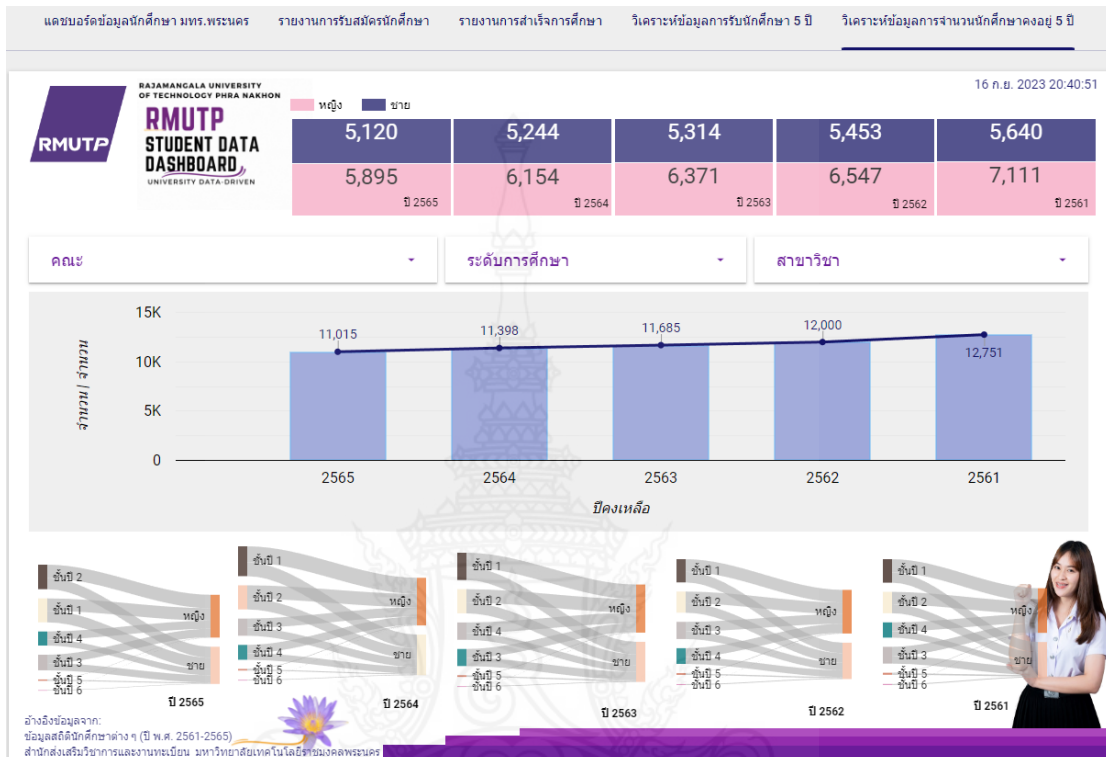 แดชบอร์ดข้อมูลนักศึกษา มทร.พระนคร
รายงานการรับสมัครนักศึกษา
รายงานการสำเร็จการศึกษา
วิเคราะห์ข้อมูลการรับนักศึกษา 5 ปี
วิเคราะห์ข้อมูลการจำนวนนักศึกษาคงอยู่ 5 ปี
16 ก.ย. 2023 20:40:51
RMUTP
RAJAMANGALA UNIVERSITY
OF TECHNOLOGY PHRA NAKHON
RMUTP
STUDENT DATA
DASHBOARD
UNIVERSITY DATA-DRIVEN
หญิง ชาย
5,120 5,244 5,314 5,453 5,640
5,895 6,154 6,371 6,547 7,111
ปี 2565 ปี 2564 ปี 2563 ปี 2562 ปี 2561
คณะ ระดับการศึกษา สาขาวิชา
จำนวน | จำนวน
15K
10K
5K
0
11,015 11,398 11,685 12,000 12,751
2565 2564 2563 2562 2561
ปีคงเหลือ
ชั้นปี 2
ชั้นปี 1
ชั้นปี 4
ชั้นปี 3
ชั้นปี 5
ชั้นปี 6
หญิง
ชาย
ปี 2565
ชั้นปี 1
ชั้นปี 2
ชั้นปี 3
ชั้นปี 4
ชั้นปี 5
ชั้นปี 6
หญิง
ชาย
ปี 2564
ชั้นปี 1
ชั้นปี 2
ชั้นปี 4
ชั้นปี 3
ชั้นปี 5
ชั้นปี 6
หญิง
ชาย
ปี 2563
ชั้นปี 1
ชั้นปี 2
ชั้นปี 3
ชั้นปี 4
ชั้นปี 5
ชั้นปี 6
หญิง
ชาย
ปี 2562
ชั้นปี 1
ชั้นปี 2
ชั้นปี 4
ชั้นปี 3
ชั้นปี 5
ชั้นปี 6
หญิง
ชาย
ปี 2561
อ้างอิงข้อมูลจาก:
ข้อมูลสถิตินักศึกษาต่าง ๆ (ปี พ.ศ. 2561-2565)
สำนักส่งเสริมวิชาการและงานทะเบียน มหาวิทยาลัยเทคโนโลยีราชมงคลพระนคร